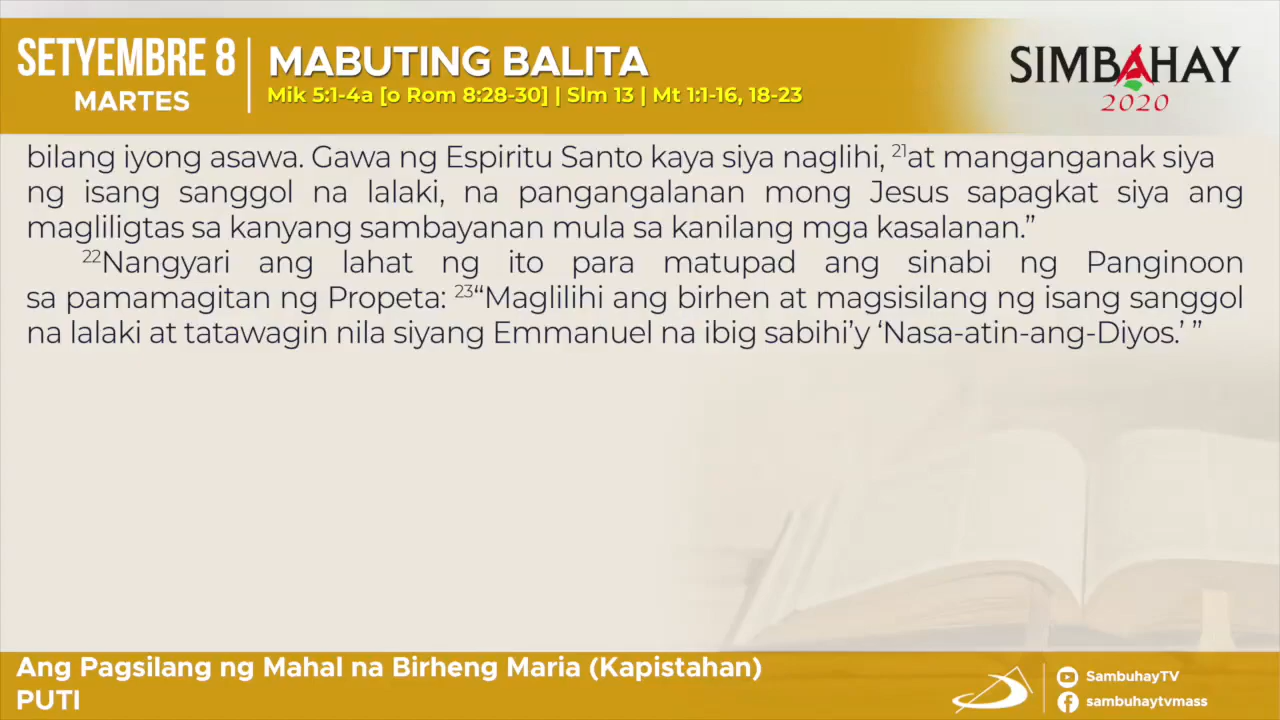 SETYEMBRE 8
MARTES
MABUTING BALITA
Mik 5:1-4a [o Rom 8:28-30] | Slm 13 | Mt 1:1-16, 18-23
SIMBAHAY
2020
bilang iyong asawa. Gawa ng Espiritu Santo kaya siya naglihi, ²¹at manganganak siya
ng isang sanggol na lalaki, na pangangalanan mong Jesus sapagkat siya ang
magliligtas sa kanyang sambayanan mula sa kanilang mga kasalanan.”
²²Nangyari ang lahat ng ito para matupad ang sinabi ng Panginoon
sa pamamagitan ng Propeta: ²³“Maglilihi ang birhen at magsisilang ng isang sanggol
na lalaki at tatawagin nila siyang Emmanuel na ibig sabihi’y ‘Nasa-atin-ang-Diyos.’ ”
Ang Pagsilang ng Mahal na Birheng Maria (Kapistahan)
PUTI
SambuhayTV
sambuhaytvmass